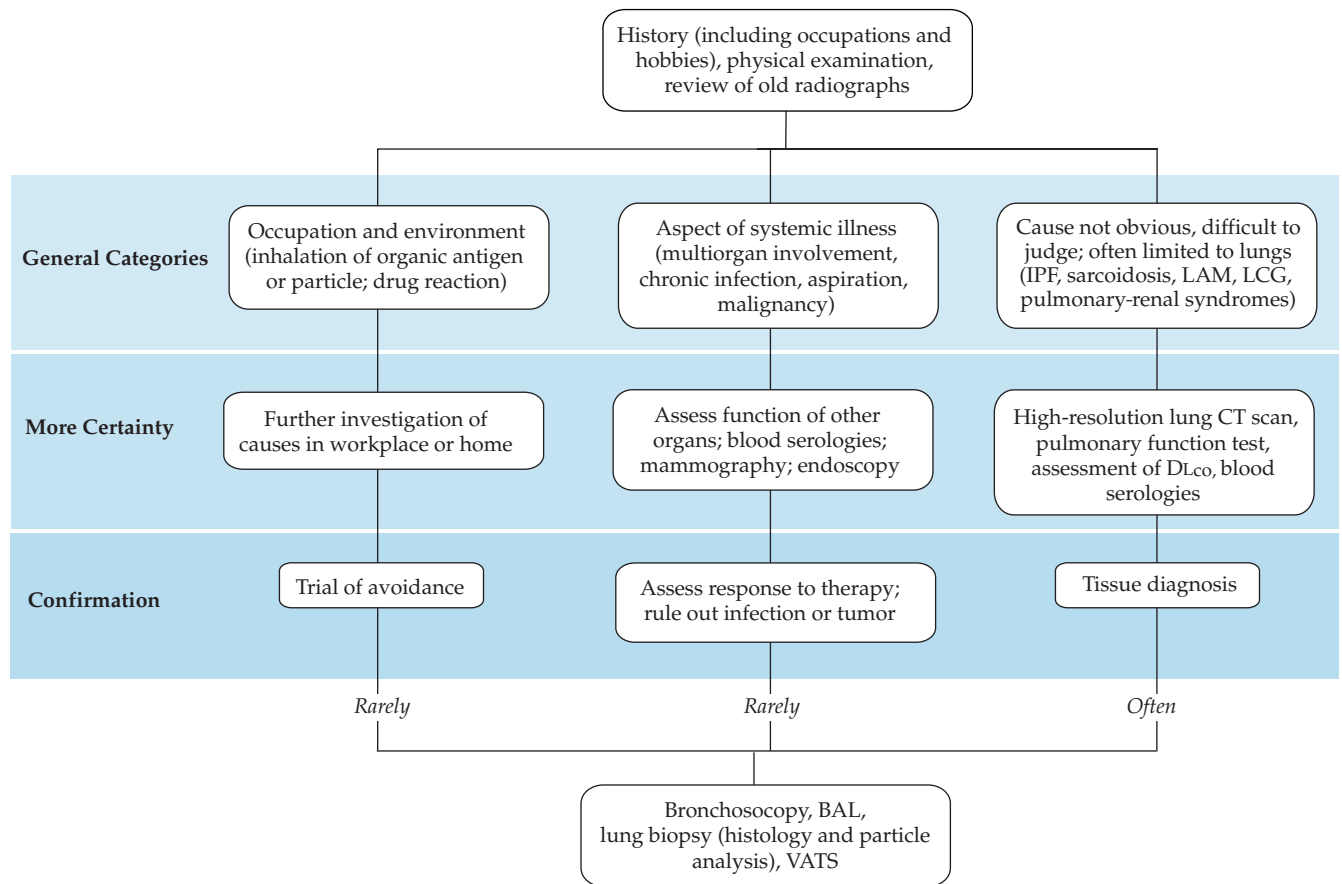 History (including occupations and
hobbies), physical examination,
review of old radiographs
General Categories
Occupation and environment
(inhalation of organic antigen
or particle; drug reaction)
Aspect of systemic illness
(multiorgan involvement,
chronic infection, aspiration,
malignancy)
Cause not obvious, difficult to
judge; often limited to lungs
(IPF, sarcoidosis, LAM, LCG,
pulmonary-renal syndromes)
More Certainty
Further investigation of
causes in workplace or home
Assess function of other
organs; blood serologies;
mammography; endoscopy
High-resolution lung CT scan,
pulmonary function test,
assessment of DLco, blood
serologies
Confirmation
Trial of avoidance
Assess response to therapy;
rule out infection or tumor
Tissue diagnosis
Rarely
Rarely
Often
Bronchosocopy, BAL,
lung biopsy (histology and particle
analysis), VATS